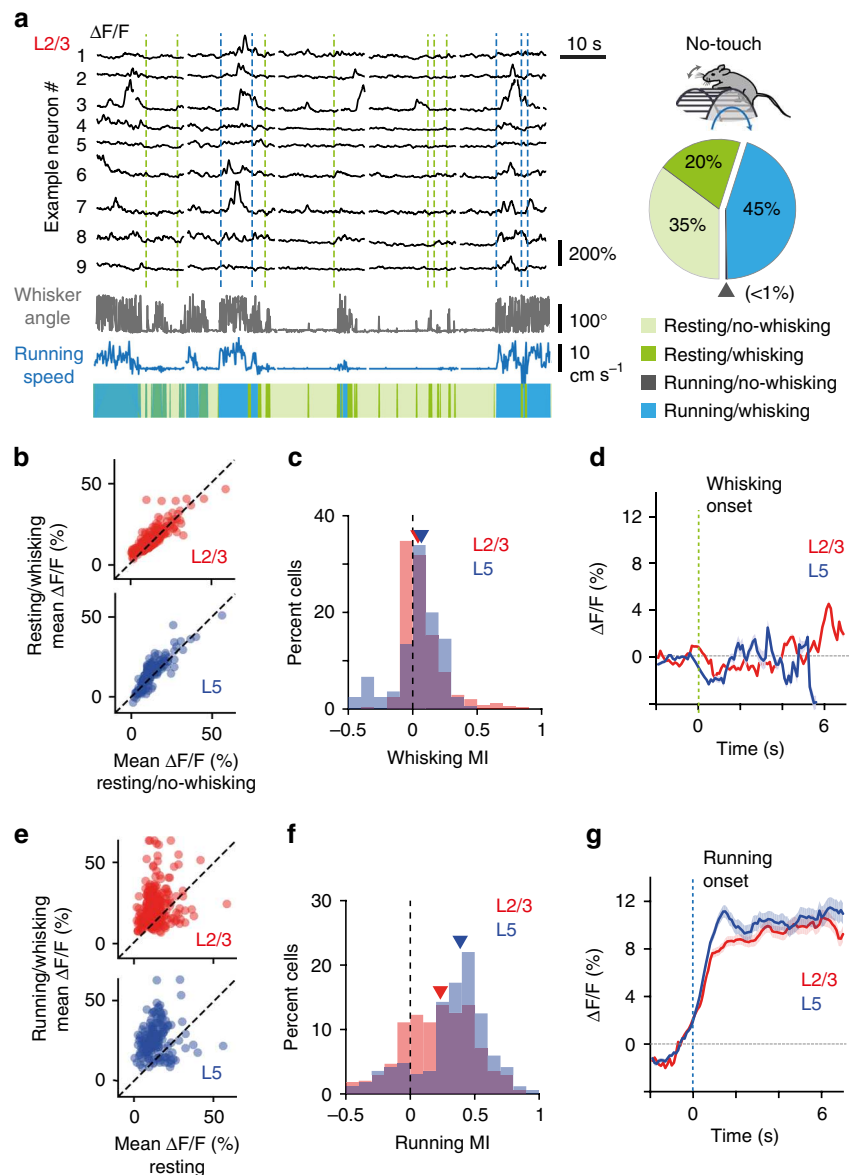 a
L2/3
ΔF/F
Example neuron #
1
2
3
4
5
6
7
8
9
10 s
200%
Whisker
angle
100°
Running
speed
10
cm s⁻¹
No-touch
20%
35%
45%
(<1%)
Resting/no-whisking
Resting/whisking
Running/no-whisking
Running/whisking
b
Resting/whisking
mean ΔF/F (%)
50
0
L2/3
50
0
L5
0 50
Mean ΔF/F (%)
resting/no-whisking
c
Percent cells
40
20
0
L2/3
L5
–0.5 0 0.5 1
Whisking MI
d
Whisking
onset
ΔF/F (%)
12
8
4
0
L2/3
L5
0 6
Time (s)
e
Running/whisking
mean ΔF/F (%)
50
0
L2/3
50
0
L5
0 50
Mean ΔF/F (%)
resting
f
Percent cells
30
20
10
0
L2/3
L5
–0.5 0 0.5 1
Running MI
g
Running
onset
ΔF/F (%)
12
8
4
0
L2/3
L5
0 6
Time (s)